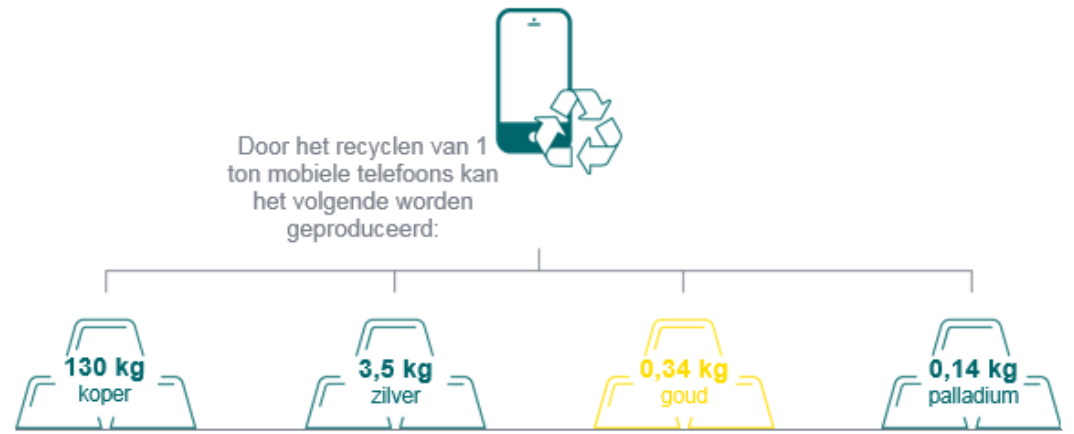 Door het recyclen van 1
ton mobiele telefoons kan
het volgende worden
geproduceerd:
130 kg
koper
3,5 kg
zilver
0,34 kg
goud
0,14 kg
palladium